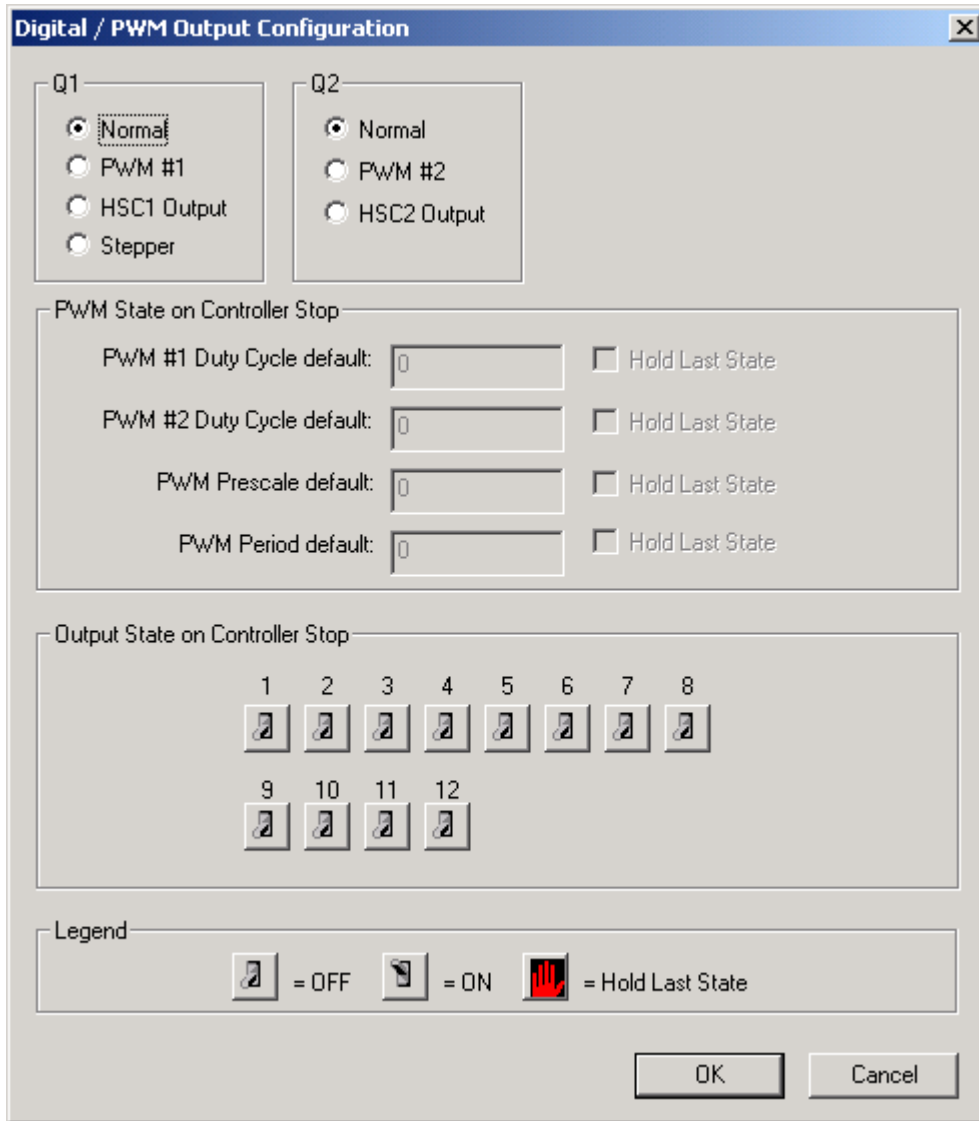 Digital / PWM Output Configuration
Q1
Normal
PWM #1
HSC1 Output
Stepper
Q2
Normal
PWM #2
HSC2 Output
PWM State on Controller Stop
PWM #1 Duty Cycle default: 0 Hold Last State
PWM #2 Duty Cycle default: 0 Hold Last State
PWM Prescale default: 0 Hold Last State
PWM Period default: 0 Hold Last State
Output State on Controller Stop
1 2 3 4 5 6 7 8
9 10 11 12
Legend
= OFF = ON = Hold Last State
OK Cancel